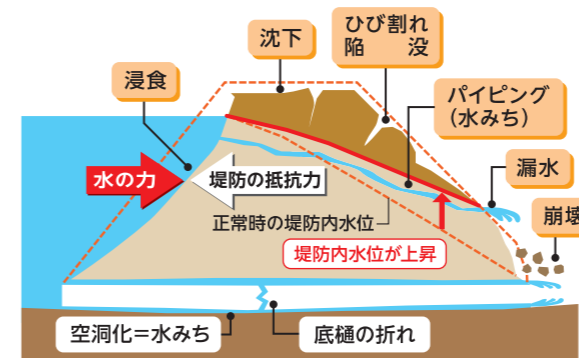 ひび割れ
陥没
沈下
浸食
パイピング
（水みち）
漏水
水の力
堤防の抵抗力
正常時の堤防内水位
堤防内水位が上昇
崩壊
空洞化＝水みち
底樋の折れ